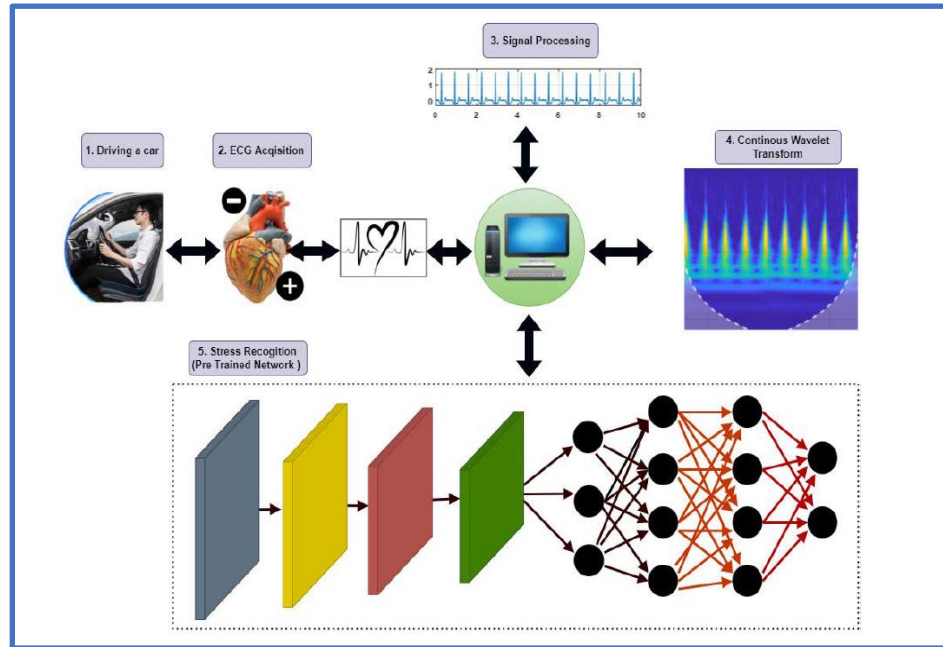 3. Signal Processing
2
1
0
0 2 4 6 8 10
1. Driving a car
2. ECG Acqisition
4. Continous Wavelet
Transform
5. Stress Recogition
(Pre Trained Network )